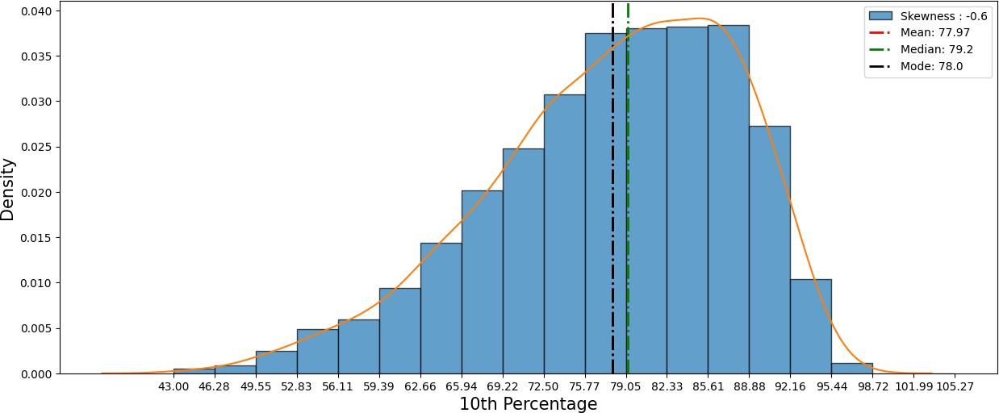 0.040
0.035
0.030
0.025
0.020
0.015
0.010
0.005
0.000
Density
Skewness : -0.6
Mean: 77.97
Median: 79.2
Mode: 78.0
43.00 46.28 49.55 52.83 56.11 59.39 62.66 65.94 69.22 72.50 75.77 79.05 82.33 85.61 88.88 92.16 95.44 98.72 101.99 105.27
10th Percentage